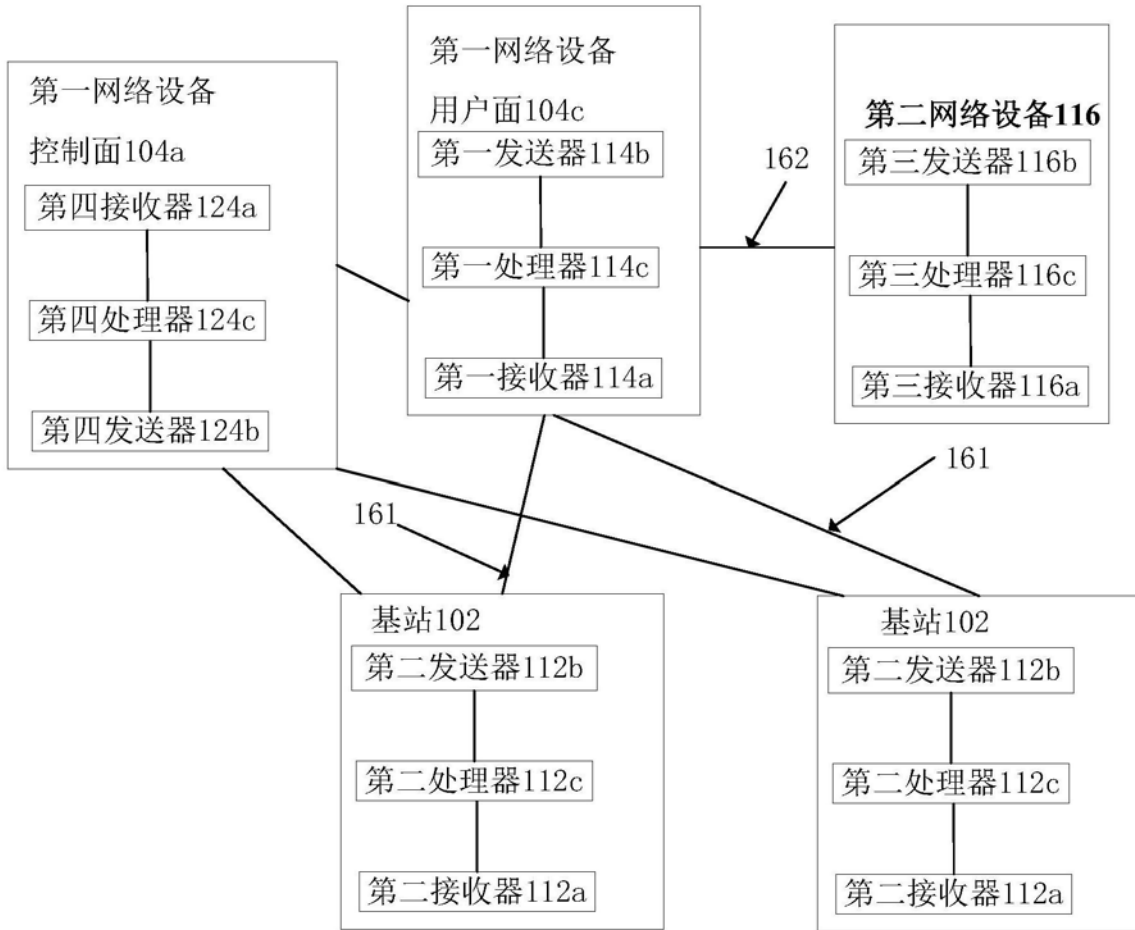 第一网络设备
控制面104a
第四接收器124a
第四处理器124c
第四发送器124b
第一网络设备
用户面104c
第一发送器114b
第一处理器114c
第一接收器114a
162
第二网络设备116
第三发送器116b
第三处理器116c
第三接收器116a
161
161
基站102
第二发送器112b
第二处理器112c
第二接收器112a
基站102
第二发送器112b
第二处理器112c
第二接收器112a